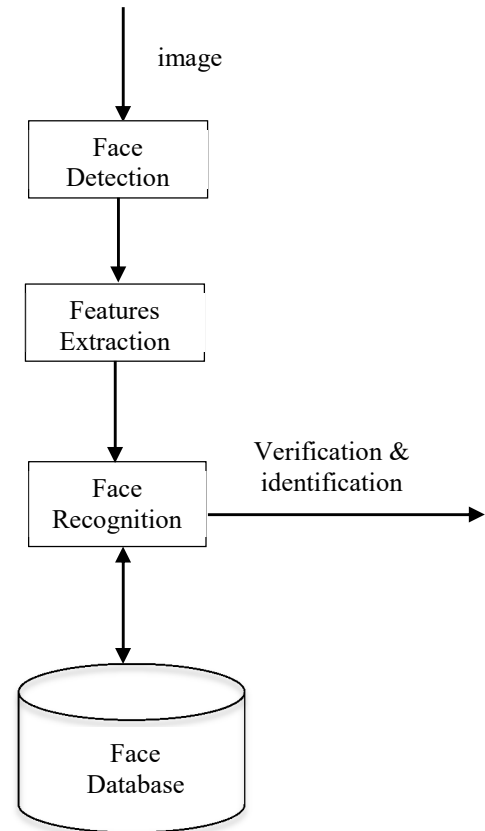 image
Face
Detection
Features
Extraction
Verification &
identification
Face
Recognition
Face
Database